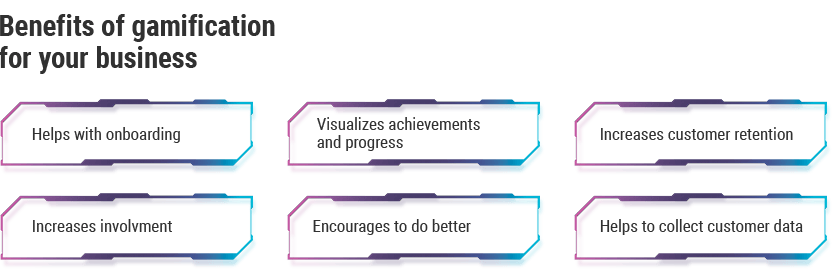 Benefits of gamification
for your business
Helps with onboarding
Visualizes achievements
and progress
Increases customer retention
Increases involvment
Encourages to do better
Helps to collect customer data